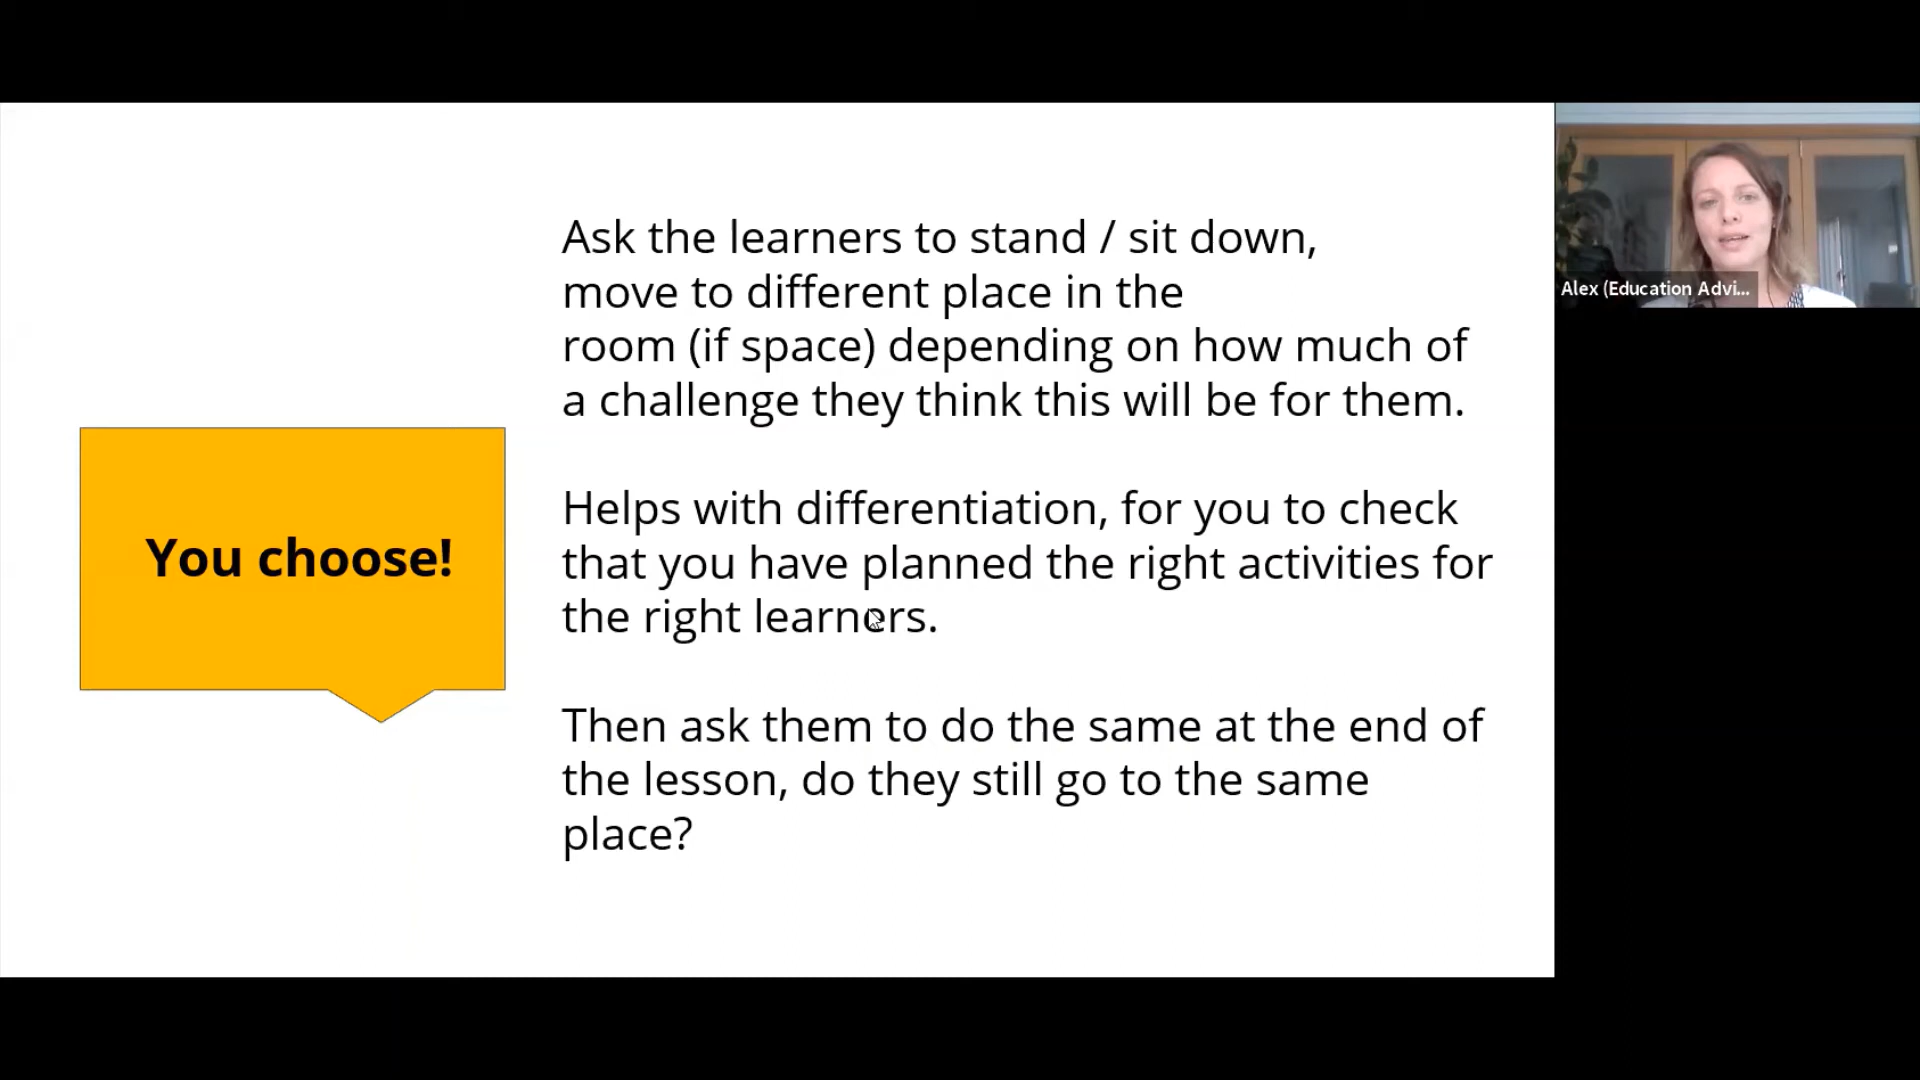 You choose!
Ask the learners to stand / sit down,
move to different place in the
room (if space) depending on how much of
a challenge they think this will be for them.
Helps with differentiation, for you to check
that you have planned the right activities for
the right learners.
Then ask them to do the same at the end of
the lesson, do they still go to the same
place?
Alex (Education Advi...